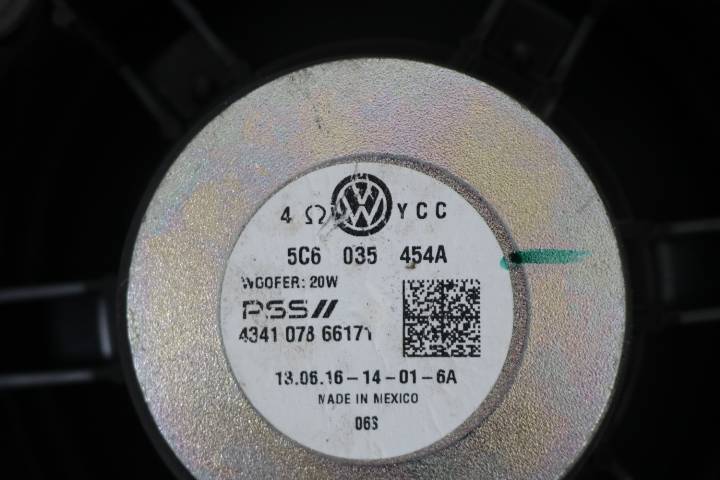 4 Ω YCC
5C6 035 454A
WOOFER: 20W
PSS//
4341 078 66171
13.06.16-14-01-6A
MADE IN MEXICO
06S